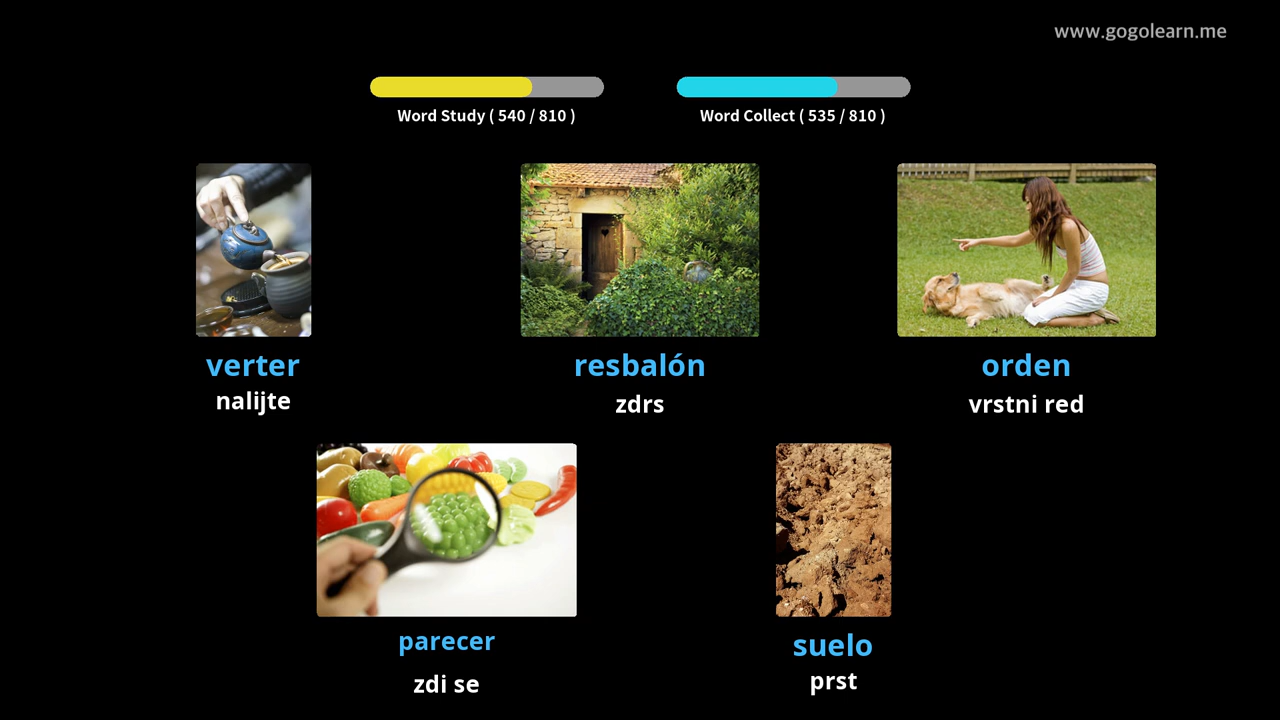 www.gogolearn.me
Word Study ( 540 / 810 )
Word Collect ( 535 / 810 )
verter
nalijte
resbalón
zdrs
orden
vrstni red
parecer
zdi se
suelo
prst